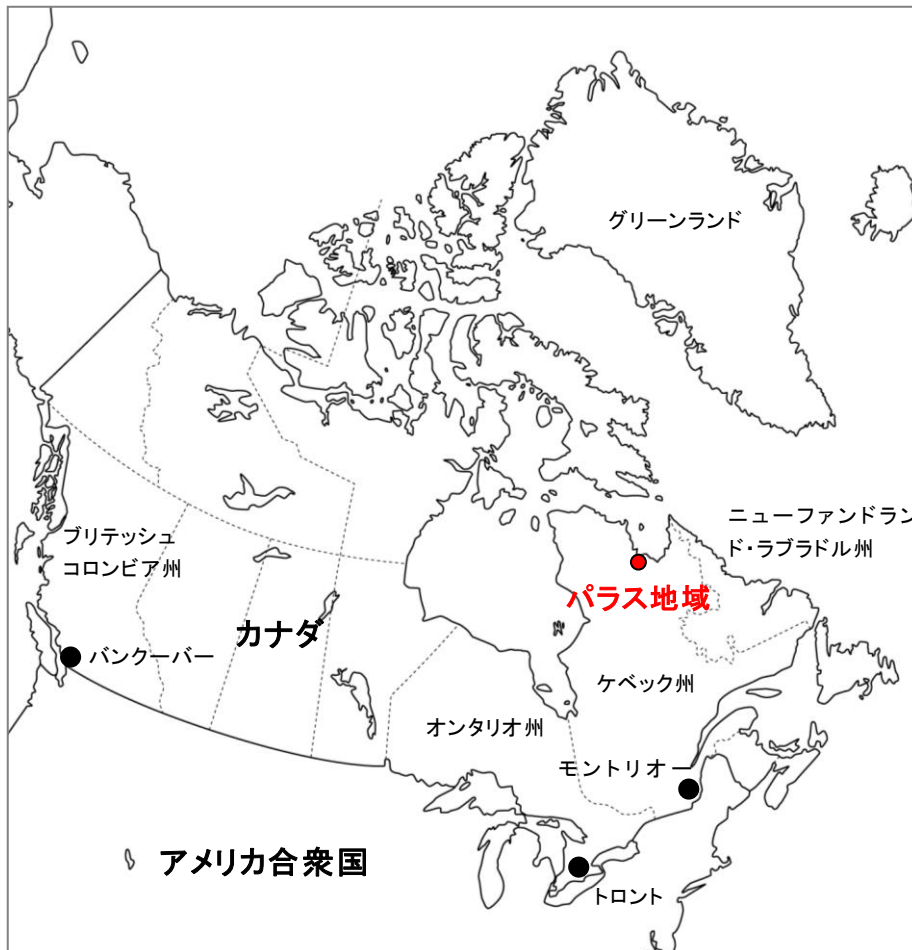 グリーンランド
ニューファンドラン
ド・ラブラドル州
ブリテッシュ
コロンビア州
パラス地域
カナダ
バンクーバー
ケベック州
オンタリオ州
モントリオー
アメリカ合衆国
トロント